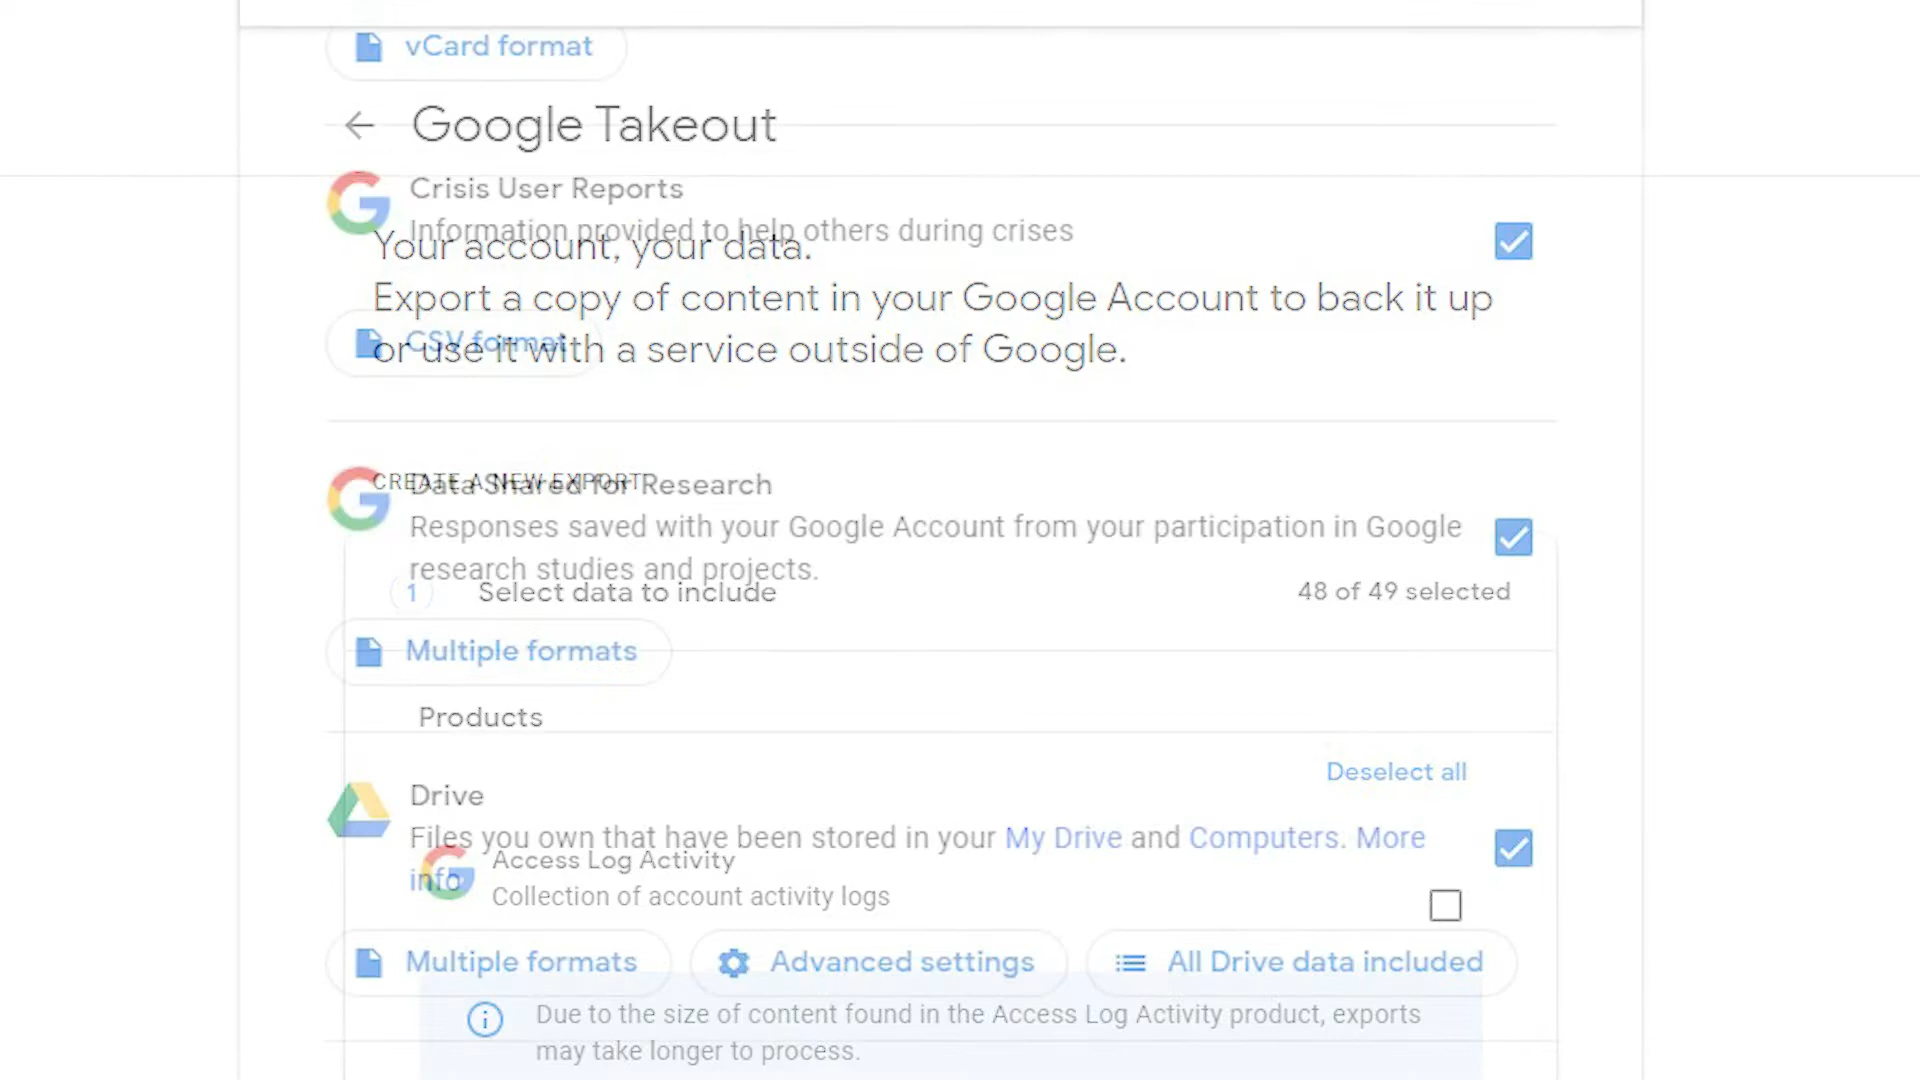 vCard format
Google Takeout
Crisis User Reports
Information provided to help others during crises
Your account, your data.
Export a copy of content in your Google Account to back it up
CSV format
or use it with a service outside of Google.
CREATE A NEW EXPORT
Data Shared for Research
Responses saved with your Google Account from your participation in Google
research studies and projects.
1 Select data to include 48 of 49 selected
Multiple formats
Products
Deselect all
Drive
Files you own that have been stored in your My Drive and Computers. More
info
Access Log Activity
Collection of account activity logs
Multiple formats Advanced settings All Drive data included
Due to the size of content found in the Access Log Activity product, exports
may take longer to process.